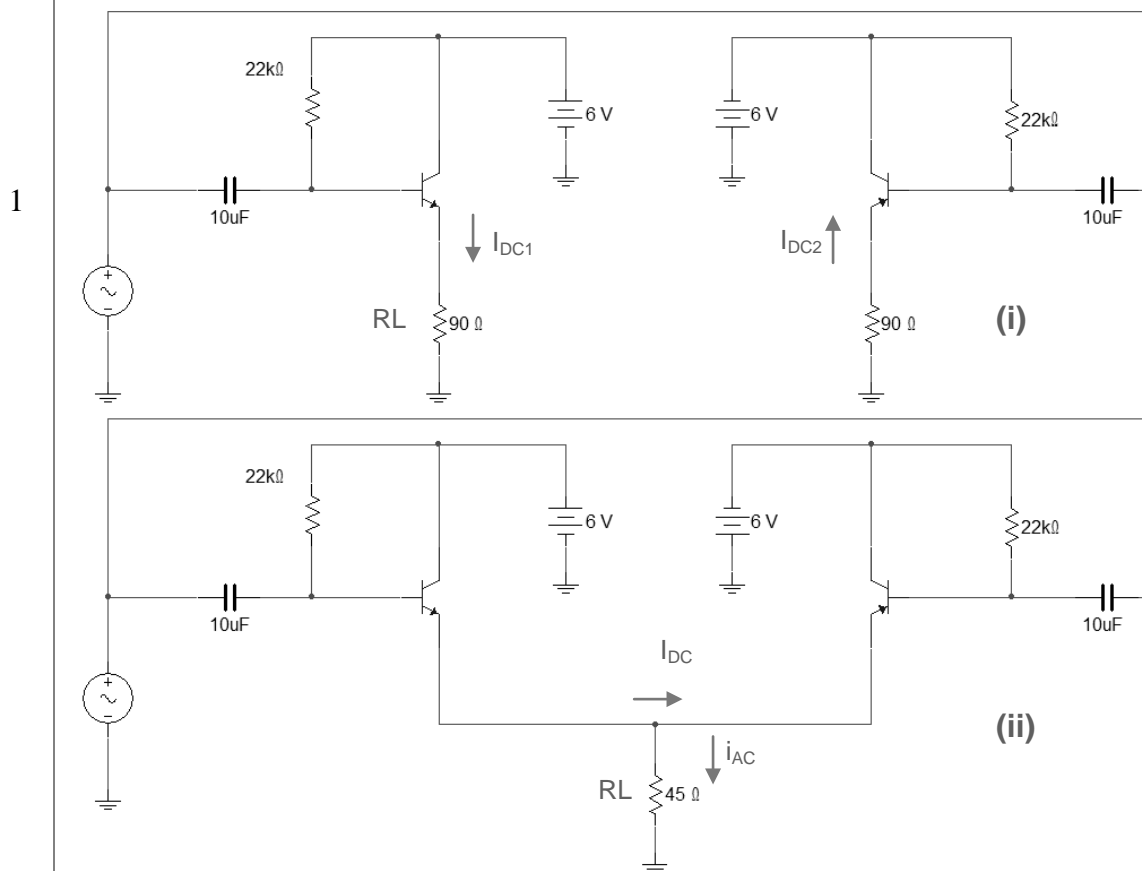 22kΩ
6 V
6 V
22kΩ
1
10uF
10uF
I_DC1
I_DC2
RL
90 Ω
90 Ω
(i)
22kΩ
6 V
6 V
22kΩ
10uF
10uF
I_DC
(ii)
i_AC
RL
45 Ω